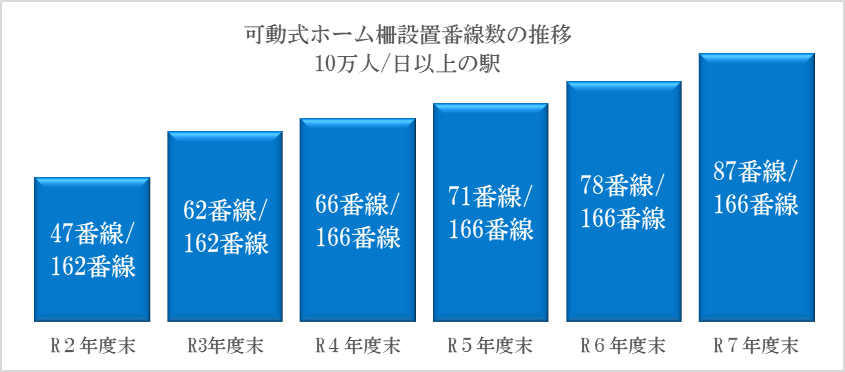 可動式ホーム柵設置番線数の推移
10万人/日以上の駅
47番線/
162番線
62番線/
162番線
66番線/
166番線
71番線/
166番線
78番線/
166番線
87番線/
166番線
R２年度末
R3年度末
R４年度末
R５年度末
R６年度末
R７年度末